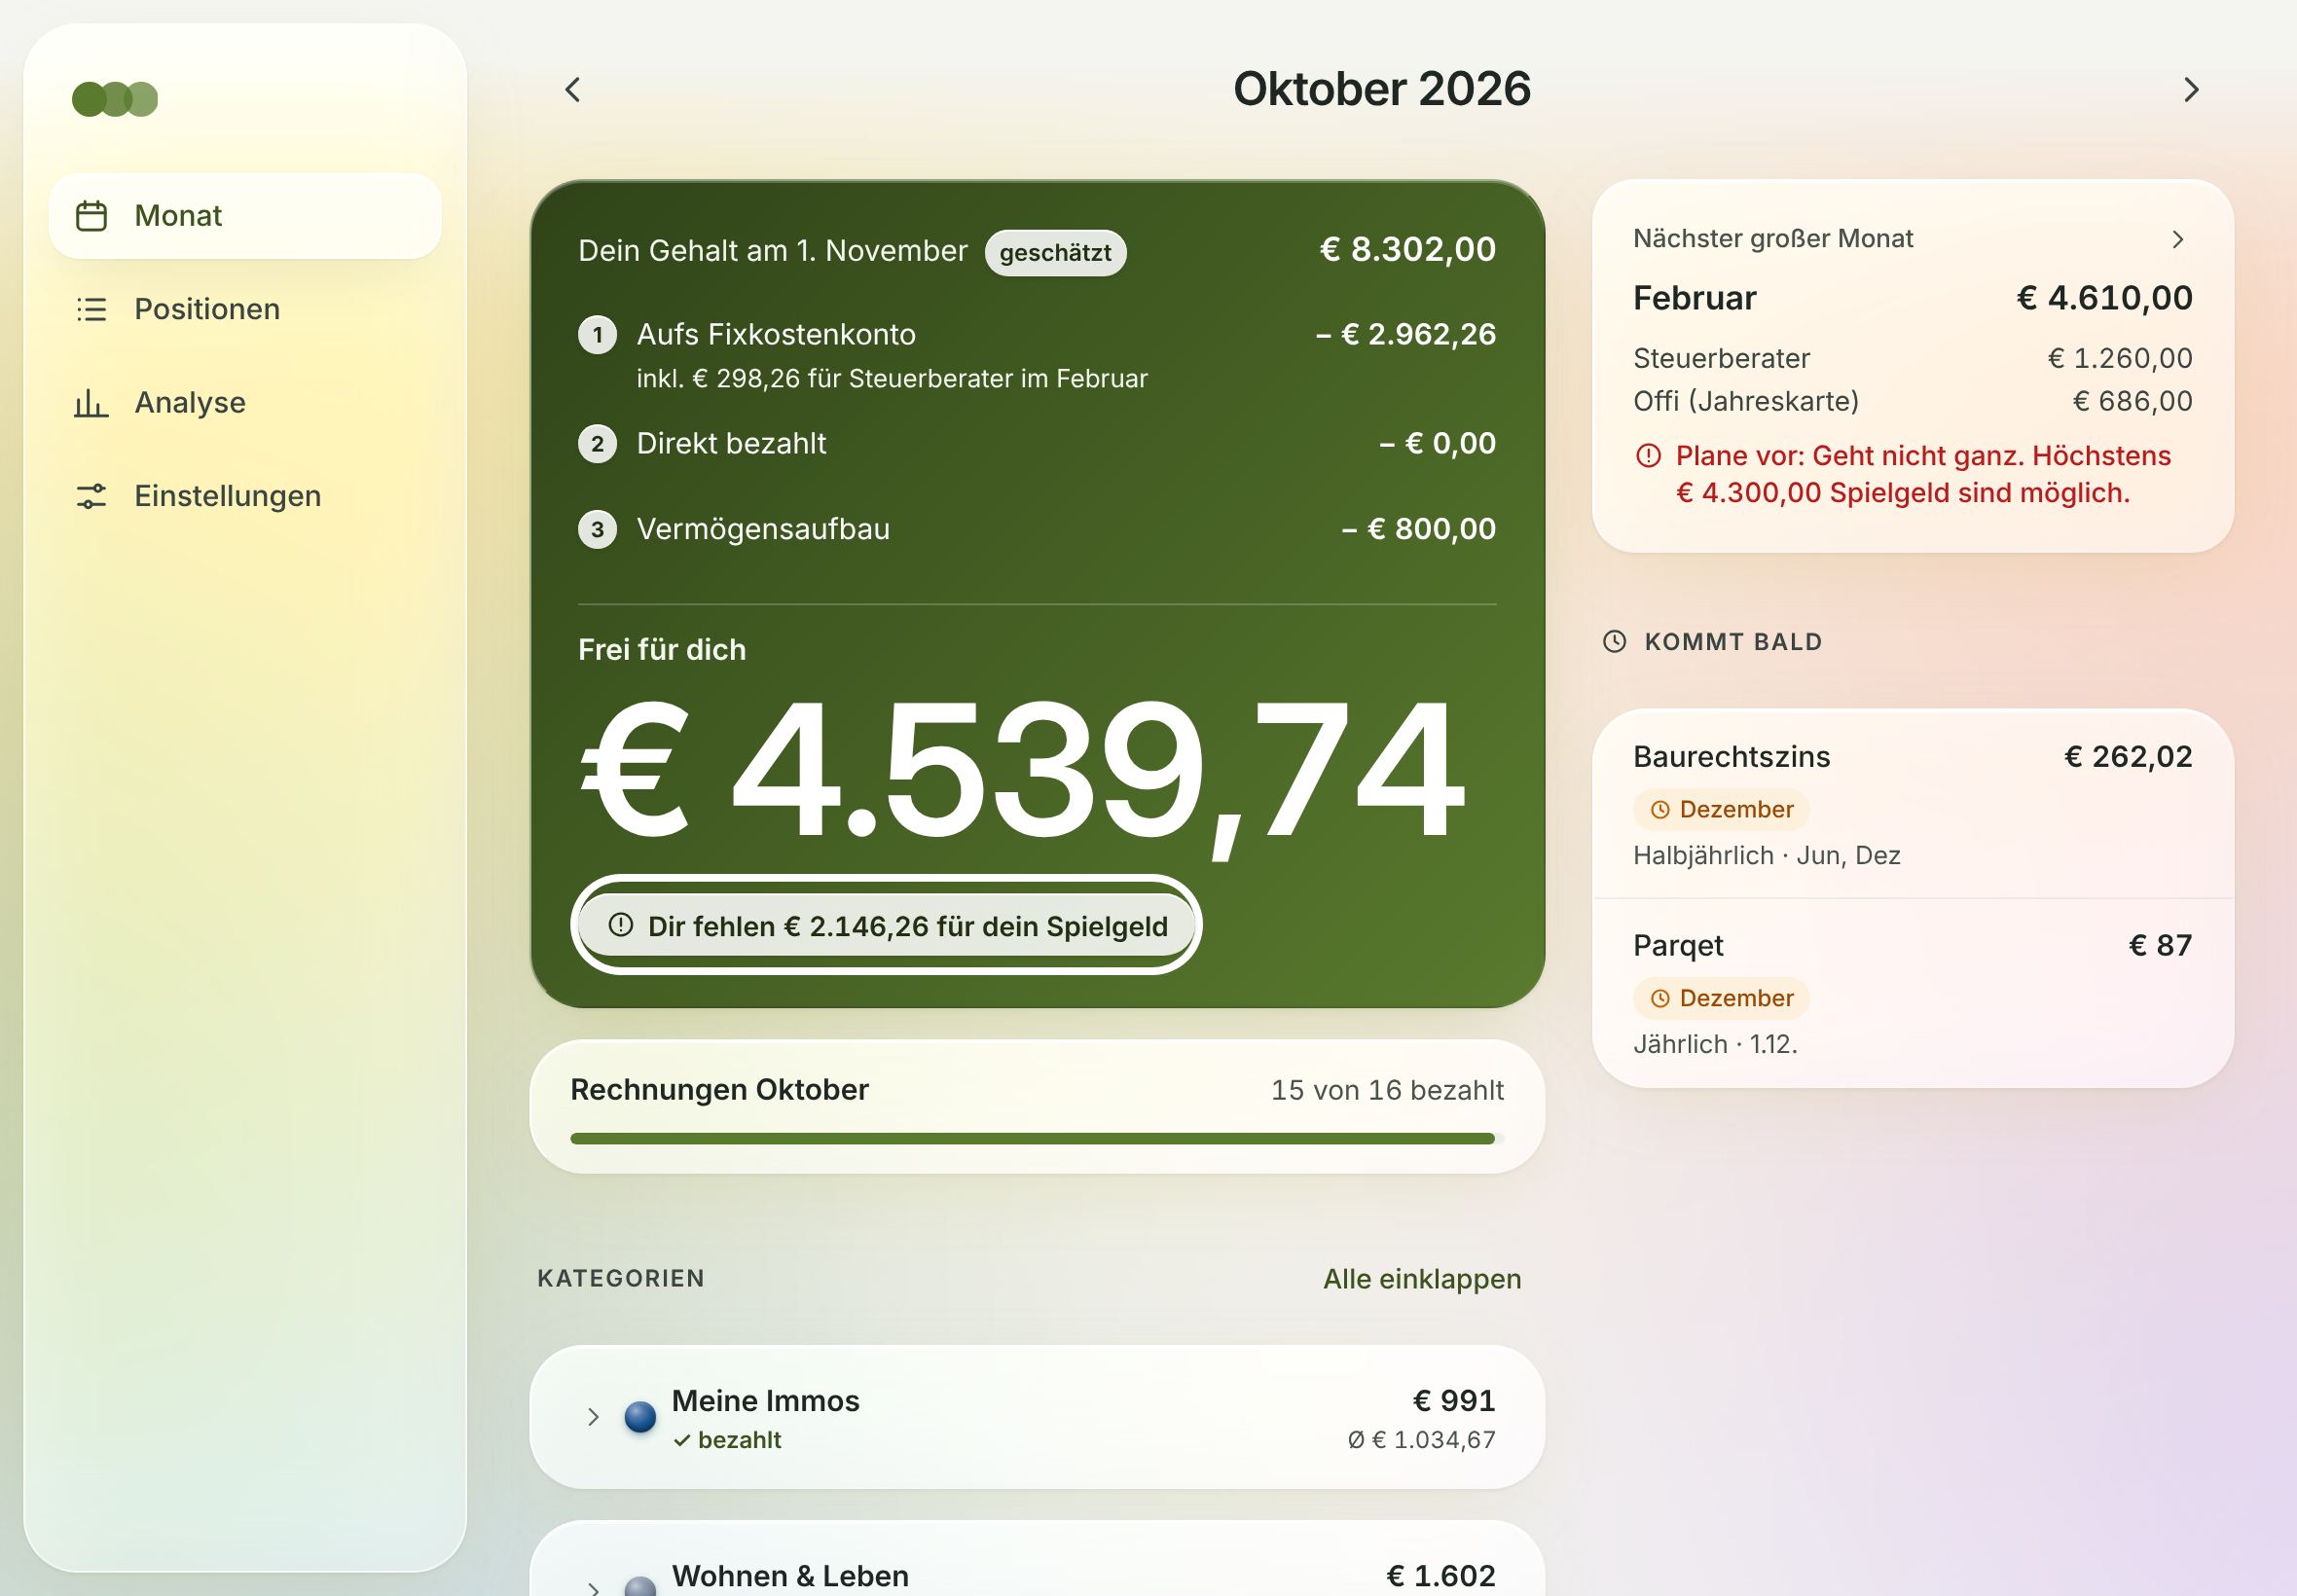 Oktober 2026
Monat
Positionen
Analyse
Einstellungen
Dein Gehalt am 1. November geschätzt € 8.302,00
1 Aufs Fixkostenkonto – € 2.962,26
inkl. € 298,26 für Steuerberater im Februar
2 Direkt bezahlt – € 0,00
3 Vermögensaufbau – € 800,00
Frei für dich
€ 4.539,74
Dir fehlen € 2.146,26 für dein Spielgeld
Rechnungen Oktober 15 von 16 bezahlt
KATEGORIEN Alle einklappen
Meine Immos € 991
bezahlt Ø € 1.034,67
Wohnen & Leben € 1.602
Nächster großer Monat
Februar € 4.610,00
Steuerberater € 1.260,00
Offi (Jahreskarte) € 686,00
Plane vor: Geht nicht ganz. Höchstens
€ 4.300,00 Spielgeld sind möglich.
KOMMT BALD
Baurechtszins € 262,02
Dezember
Halbjährlich · Jun, Dez
Parqet € 87
Dezember
Jährlich · 1.12.